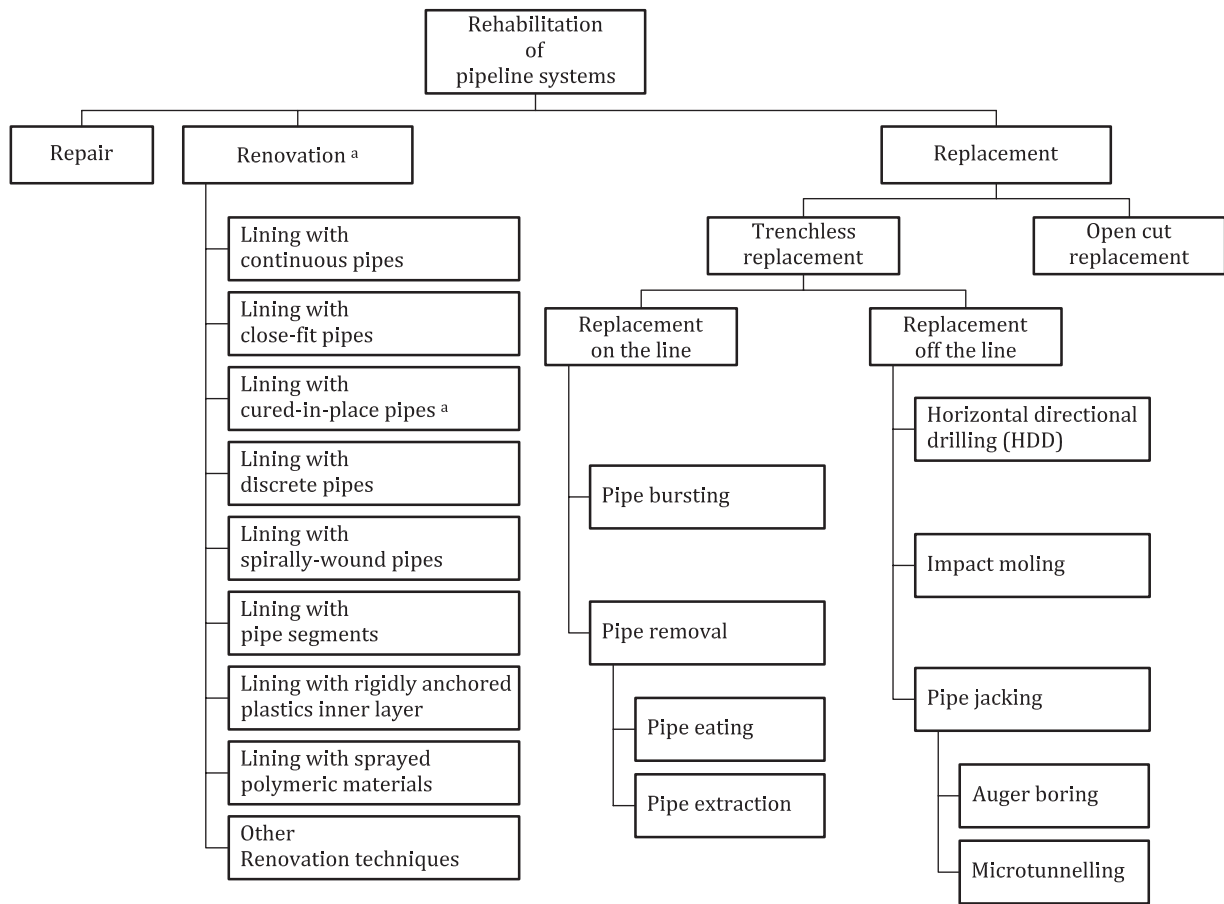 Rehabilitation
of
pipeline systems
Repair
Renovation ª
Replacement
Trenchless
replacement
Open cut
replacement
Lining with
continuous pipes
Lining with
close-fit pipes
Lining with
cured-in-place pipes ª
Lining with
discrete pipes
Lining with
spirally-wound pipes
Lining with
pipe segments
Lining with rigidly anchored
plastics inner layer
Lining with sprayed
polymeric materials
Other
Renovation techniques
Replacement
on the line
Pipe bursting
Pipe removal
Pipe eating
Pipe extraction
Replacement
off the line
Horizontal directional
drilling (HDD)
Impact moling
Pipe jacking
Auger boring
Microtunnelling